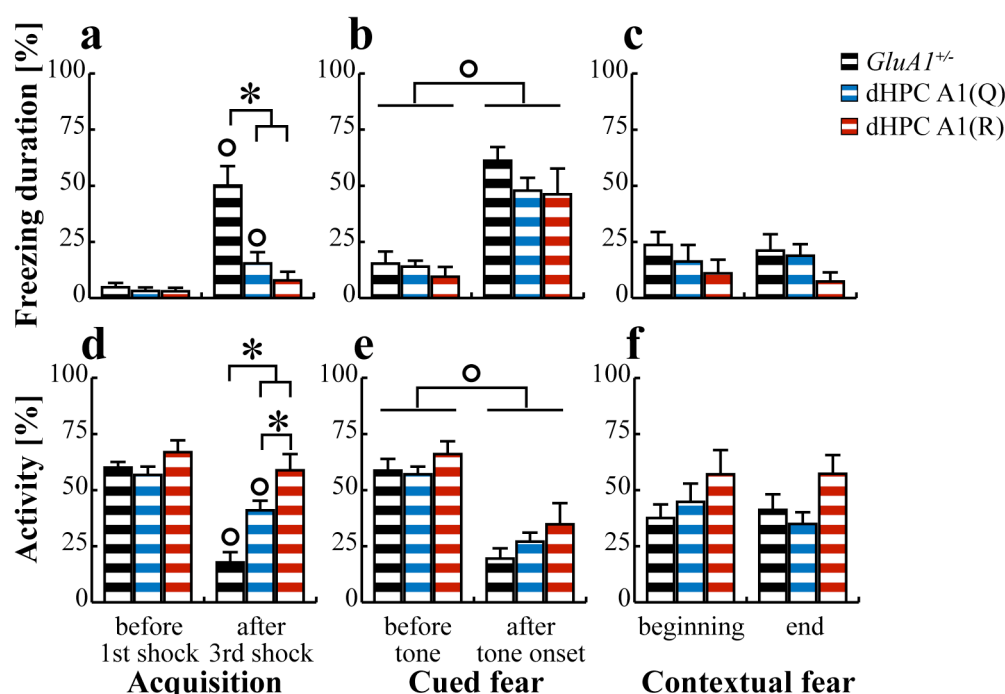 a
b
c
Freezing duration [%]
100
75
50
25
0
*
100
75
50
25
0
100
75
50
25
0
GluA1+/-
dHPC A1(Q)
dHPC A1(R)
d
e
f
Activity [%]
100
75
50
25
0
*
*
100
75
50
25
0
100
75
50
25
0
before
1st shock
after
3rd shock
before
tone
after
tone onset
beginning
end
Acquisition
Cued fear
Contextual fear